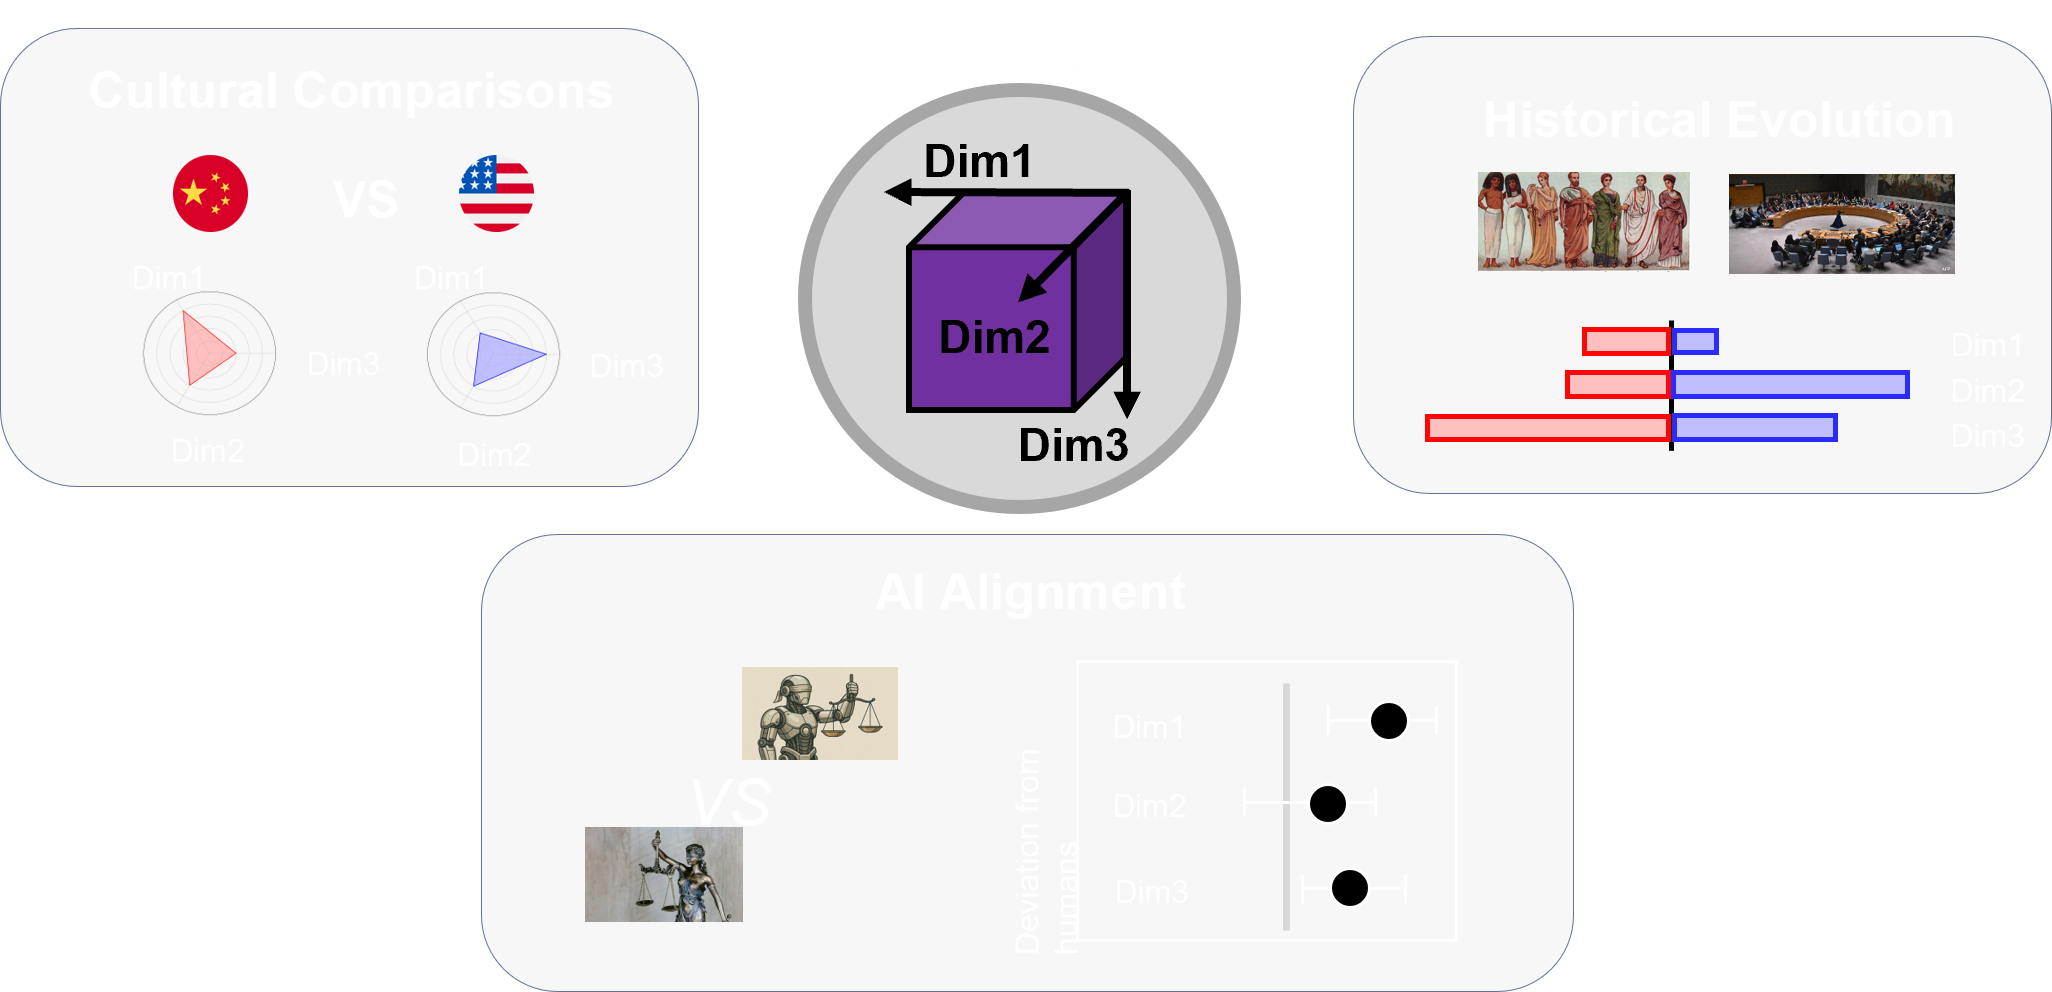 Cultural Comparisons
VS
Dim1
Dim1
Dim3
Dim3
Dim2
Dim2
Dim1
Dim2
Dim3
Historical Evolution
Dim1
Dim2
Dim3
AI Alignment
VS
Deviation from
humans
Dim1
Dim2
Dim3